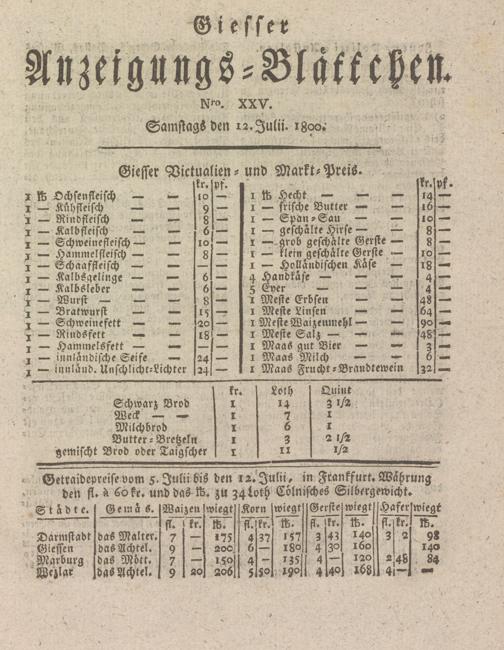 Giesser
Anzeigungs-Blättchen.
Nro. XXV.
Samstags den 12. Julii. 1800.
Giesser Victualien- und Markt-Preis.
kr. pf.
1 ℔ Ochsenfleisch — — 10 —
1 — Kühfleisch — — 9 —
1 — Rindfleisch — — 8 —
1 — Kalbfleisch — — 6 —
1 — Schweinefleisch — — 10 —
1 — Hammelfleisch — — 8 —
1 — Schaaffleisch — — — —
1 — Kalbsgelinge — — 6 —
1 — Kalbsleber — — 6 —
1 — Wurst — — 8 —
1 — Bratwurst — — 15 —
1 — Schweinefett — — 20 —
1 — Rindsfett — — 18 —
1 — Hammelsfett — — —
1 — innländische Seife — 24 —
1 — innländ. Unschlicht-Lichter 24 —
kr. pf.
1 ℔ Hecht — — — 14 —
1 — frische Butter — — 16 —
1 — Span-Sau — — 10 —
1 — geschälte Hirse — — 8 —
1 — grob geschälte Gerste — 8 —
1 — klein geschälte Gerste — 10 —
1 — Holländischen Käse — 18 —
4 Handkäse — — — 4 —
5 Eyer — — — 4 —
1 Meste Erbsen — — 48 —
1 Meste Linsen — — 64 —
1 Meste Waizenmehl — — 90 —
1 Meste Salz — — 48 —
1 Maas gut Bier — — 3 —
1 Maas Milch — — 6 —
1 Maas Frucht-Brandtewein 32 —
kr. Loth Quint
Schwarz Brod 1 14 3 1/2
Weck — — 1 7 1
Milchbrod 1 6 1
Butter-Bretzeln 1 3 2 1/2
gemischt Brod oder Taigscher 1 11 1/2
Getraidepreise vom 5. Julii bis den 12. Julii, in Frankfurt. Währung
den fl. à 60 kr. und das ℔. zu 34 Loth Cölnisches Silbergewicht.
Städte. Gemäs. Waizen wiegt Korn wiegt Gerste wiegt Hafer wiegt
fl. kr. ℔. fl. kr. ℔. fl. kr. ℔. fl. kr. ℔.
Darmstadt das Malter. 7 — 175 4 37 157 3 43 140 3 2 98
Giessen das Achtel. 9 — 200 6 — 180 4 30 160 140
Marburg das Mött. 7 — 150 4 — 135 4 — 120 2 48 84
Wezlar das Achtel. 9 20 206 5 50 190 4 40 168 4 — —